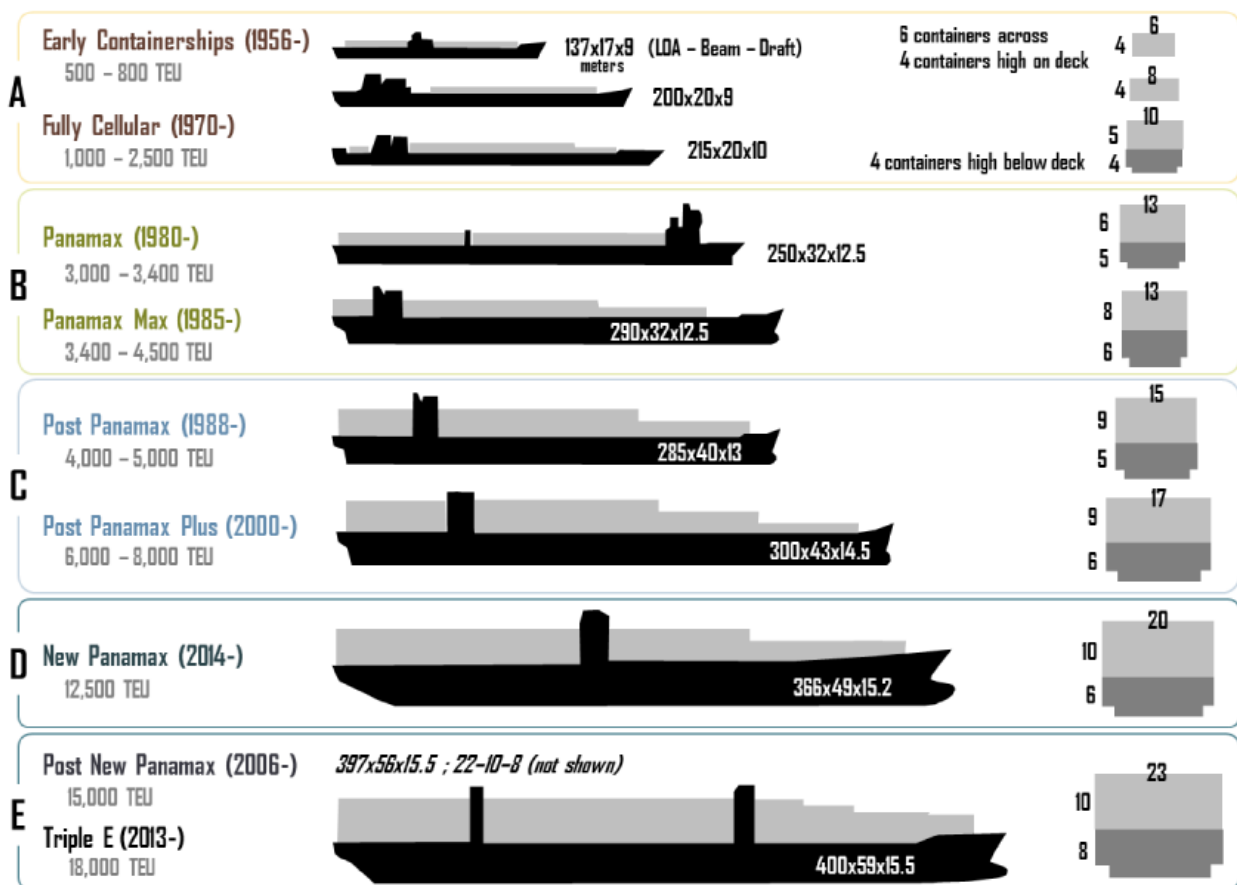 A
Early Containerships (1956-)
500 – 800 TEU
137x17x9 (LOA – Beam – Draft)
meters
200x20x9
6 containers across
4 containers high on deck
6
4
8
4
Fully Cellular (1970-)
1,000 – 2,500 TEU
215x20x10
4 containers high below deck
10
5
4
B
Panamax (1980-)
3,000 – 3,400 TEU
250x32x12.5
13
6
5
Panamax Max (1985-)
3,400 – 4,500 TEU
290x32x12.5
13
8
6
C
Post Panamax (1988-)
4,000 – 5,000 TEU
285x40x13
15
9
5
Post Panamax Plus (2000-)
6,000 – 8,000 TEU
300x43x14.5
17
9
6
D
New Panamax (2014-)
12,500 TEU
366x49x15.2
20
10
6
E
Post New Panamax (2006-)
15,000 TEU
397x56x15.5 ; 22–10–8 (not shown)
Triple E (2013-)
18,000 TEU
400x59x15.5
23
10
8